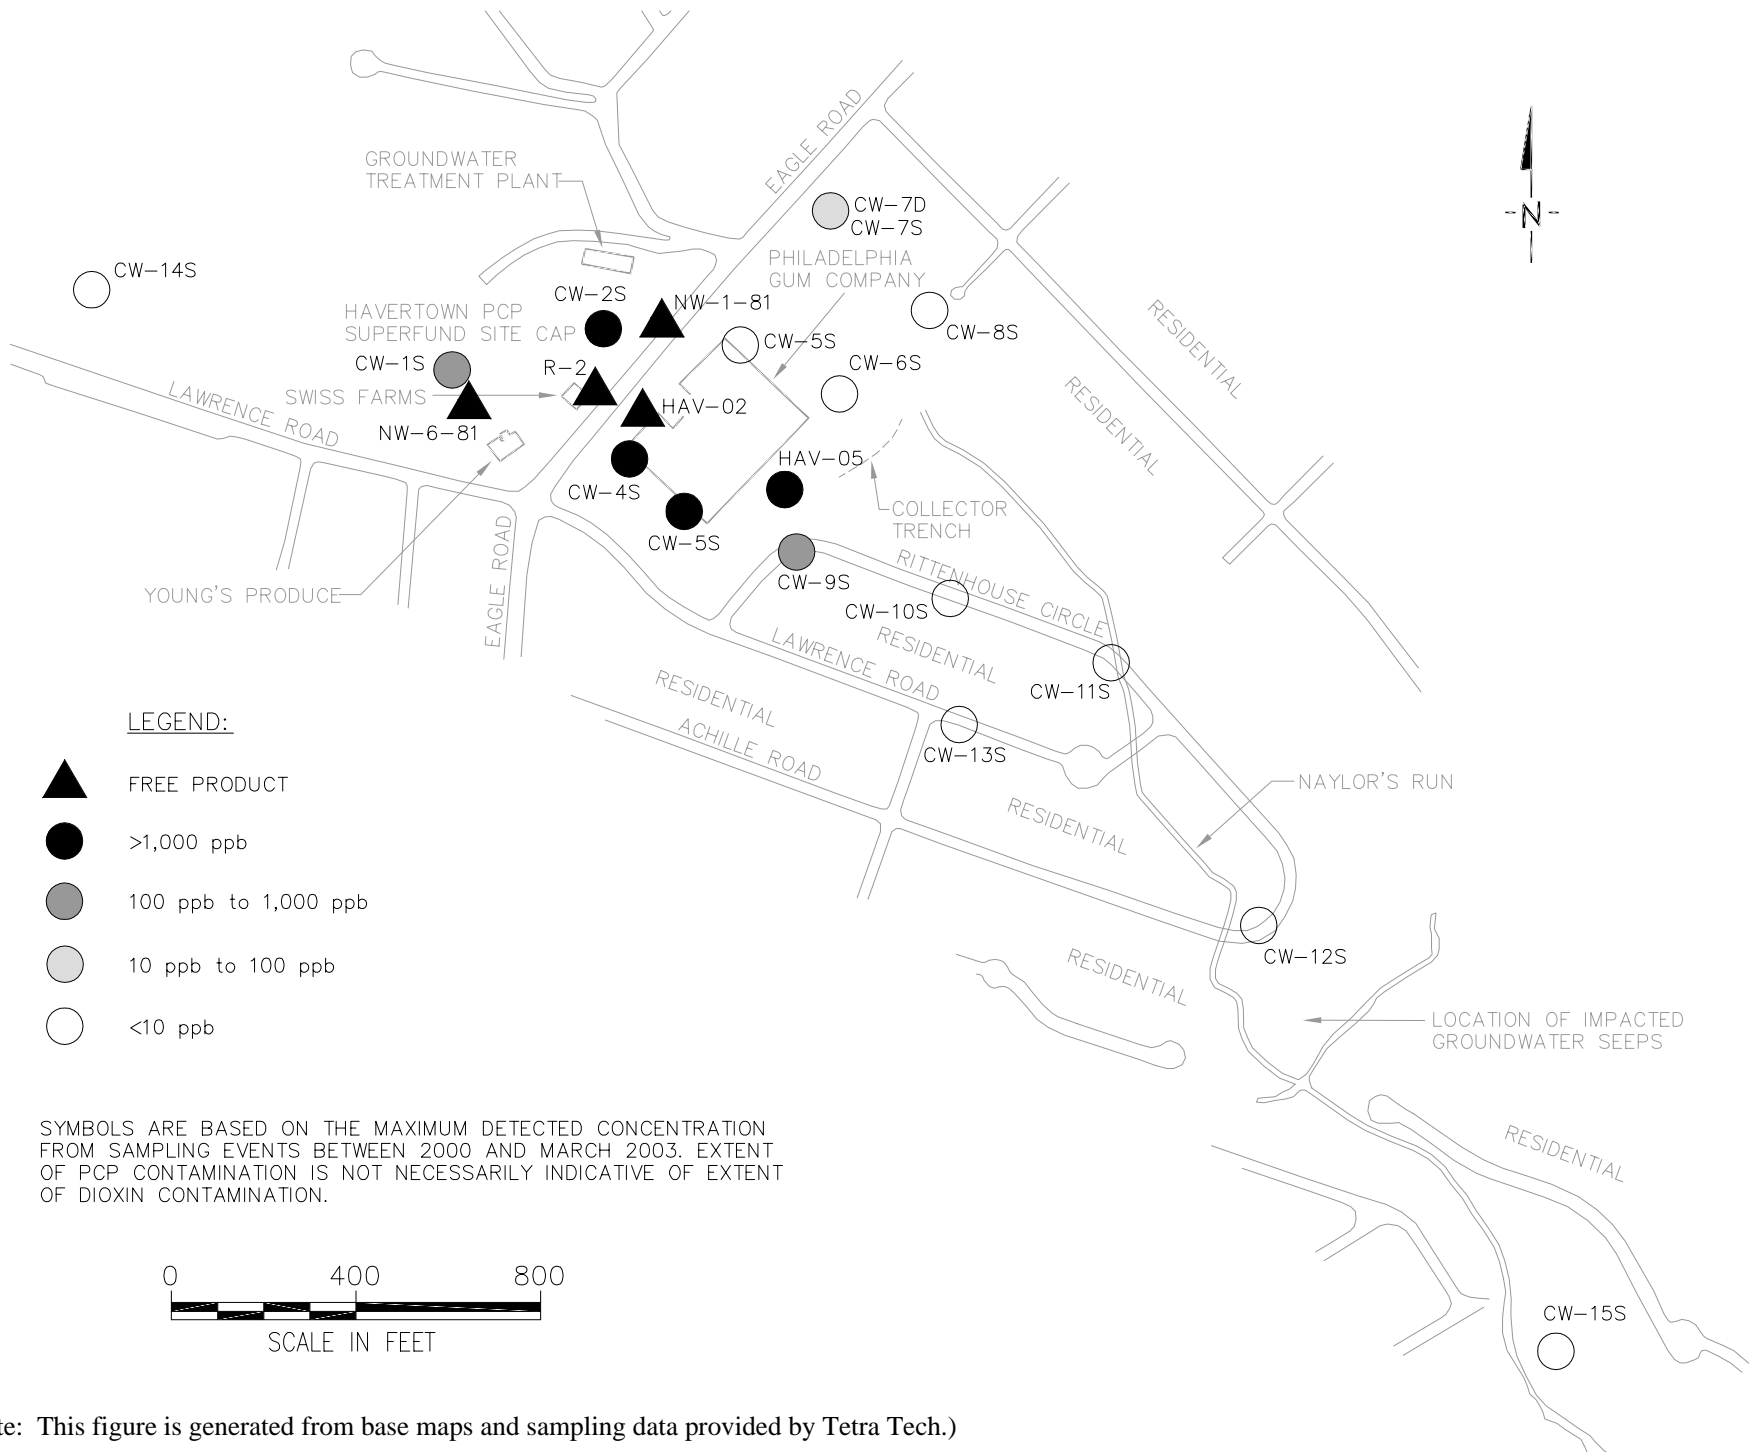 EAGLE ROAD
GROUNDWATER
TREATMENT PLANT
CW-7D
CW-7S
PHILADELPHIA
GUM COMPANY
N
CW-14S
CW-2S
NW-1-81
HAVERTOWN PCP
SUPERFUND SITE CAP
CW-5S
CW-8S
RESIDENTIAL
CW-1S
R-2
CW-6S
SWISS FARMS
HAV-02
RESIDENTIAL
LAWRENCE ROAD
NW-6-81
HAV-05
CW-4S
COLLECTOR
TRENCH
CW-5S
EAGLE ROAD
YOUNG'S PRODUCE
CW-9S
RITTENHOUSE CIRCLE
CW-10S
RESIDENTIAL
LAWRENCE ROAD
CW-11S
RESIDENTIAL
ACHILLE ROAD
CW-13S
NAYLOR'S RUN
RESIDENTIAL
LEGEND:
FREE PRODUCT
>1,000 ppb
100 ppb to 1,000 ppb
10 ppb to 100 ppb
<10 ppb
CW-12S
RESIDENTIAL
LOCATION OF IMPACTED
GROUNDWATER SEEPS
RESIDENTIAL
SYMBOLS ARE BASED ON THE MAXIMUM DETECTED CONCENTRATION
FROM SAMPLING EVENTS BETWEEN 2000 AND MARCH 2003. EXTENT
OF PCP CONTAMINATION IS NOT NECESSARILY INDICATIVE OF EXTENT
OF DIOXIN CONTAMINATION.
0 400 800
SCALE IN FEET
CW-15S
te: This figure is generated from base maps and sampling data provided by Tetra Tech.)